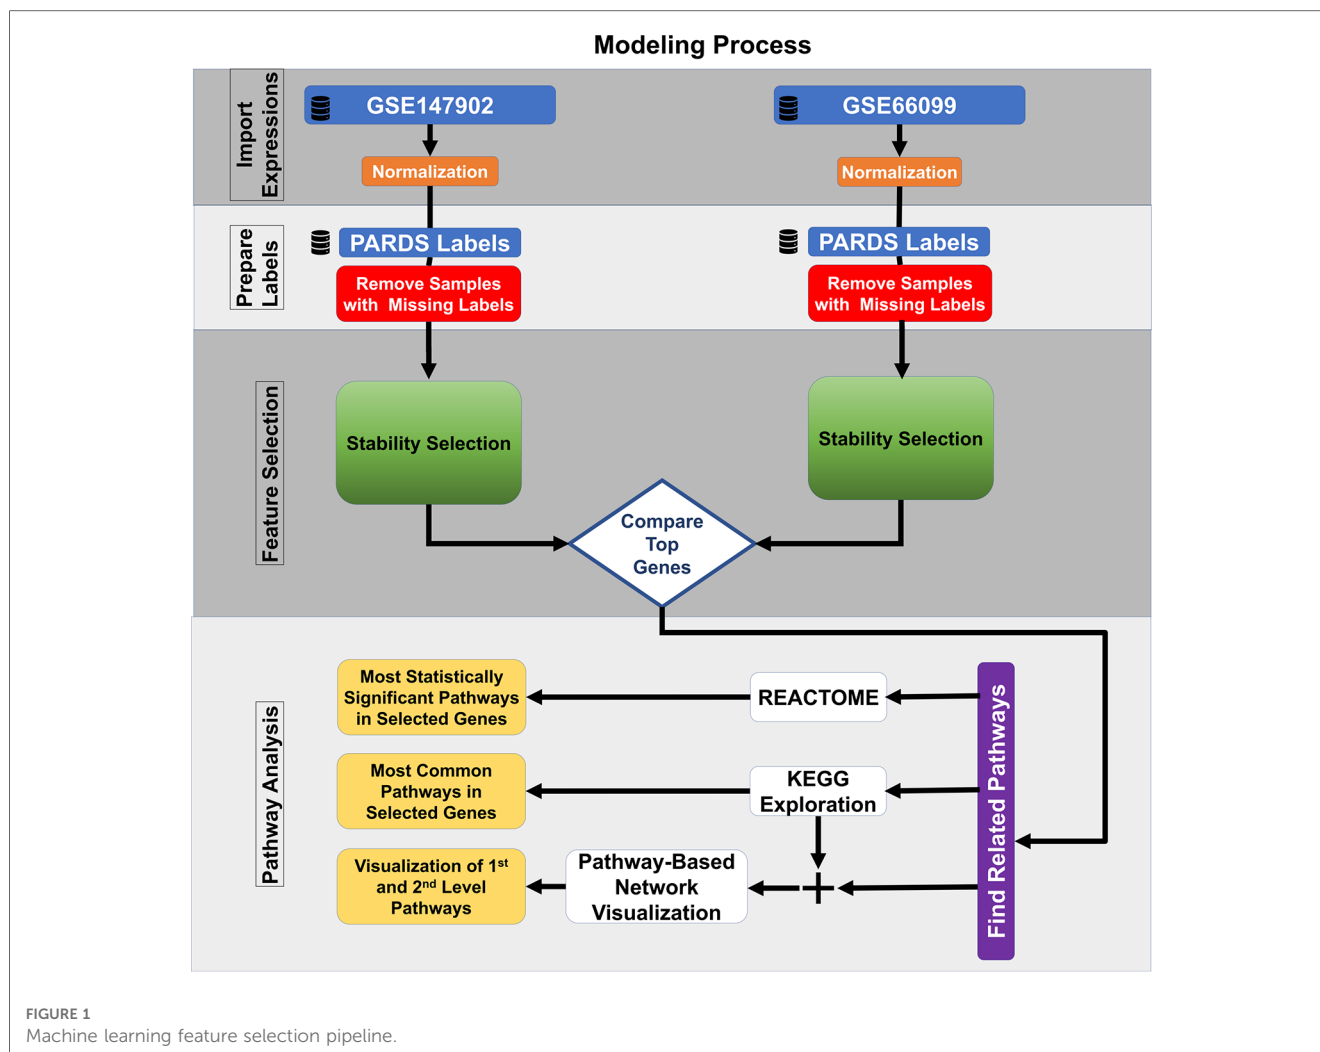 Modeling Process
Import
Expressions
GSE147902
GSE66099
Normalization
Normalization
Prepare
Labels
PARDS Labels
PARDS Labels
Remove Samples
with Missing Labels
Remove Samples
with Missing Labels
Feature Selection
Stability Selection
Stability Selection
Compare
Top
Genes
Pathway Analysis
Most Statistically
Significant Pathways
in Selected Genes
REACTOME
Find Related Pathways
Most Common
Pathways in
Selected Genes
KEGG
Exploration
Visualization of 1st
and 2nd Level
Pathways
Pathway-Based
Network
Visualization
FIGURE 1
Machine learning feature selection pipeline.